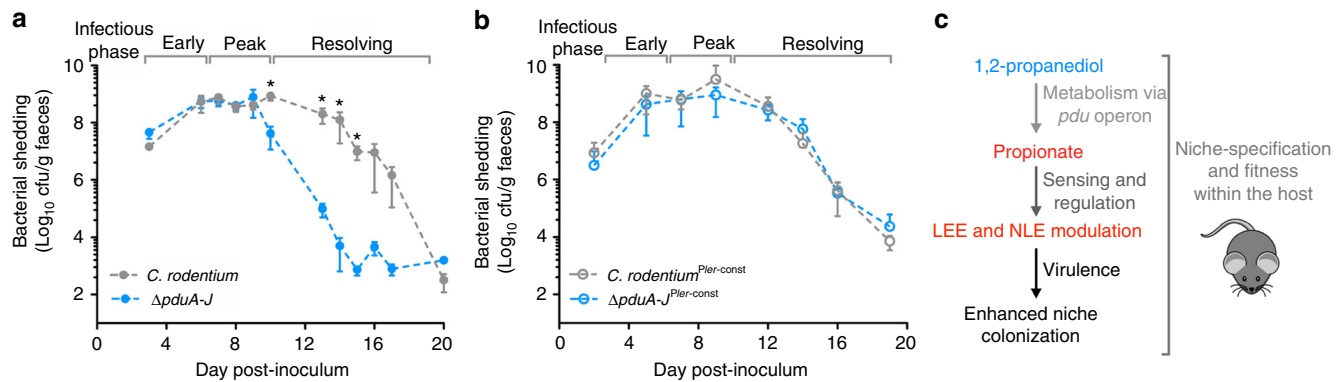 a
Infectious
phase
Early
Peak
Resolving
Bacterial shedding
(Log10 cfu/g faeces)
10
8
6
4
2
*
*
*
*
C. rodentium
ΔpduA-J
0
4
8
12
16
20
Day post-inoculum
b
Infectious
phase
Early
Peak
Resolving
Bacterial shedding
(Log10 cfu/g faeces)
10
8
6
4
2
C. rodentiumPler-const
ΔpduA-JPler-const
0
4
8
12
16
20
Day post-inoculum
c
1,2-propanediol
Metabolism via
pdu operon
Propionate
Sensing and
regulation
LEE and NLE modulation
Virulence
Enhanced niche
colonization
Niche-specification
and fitness
within the host